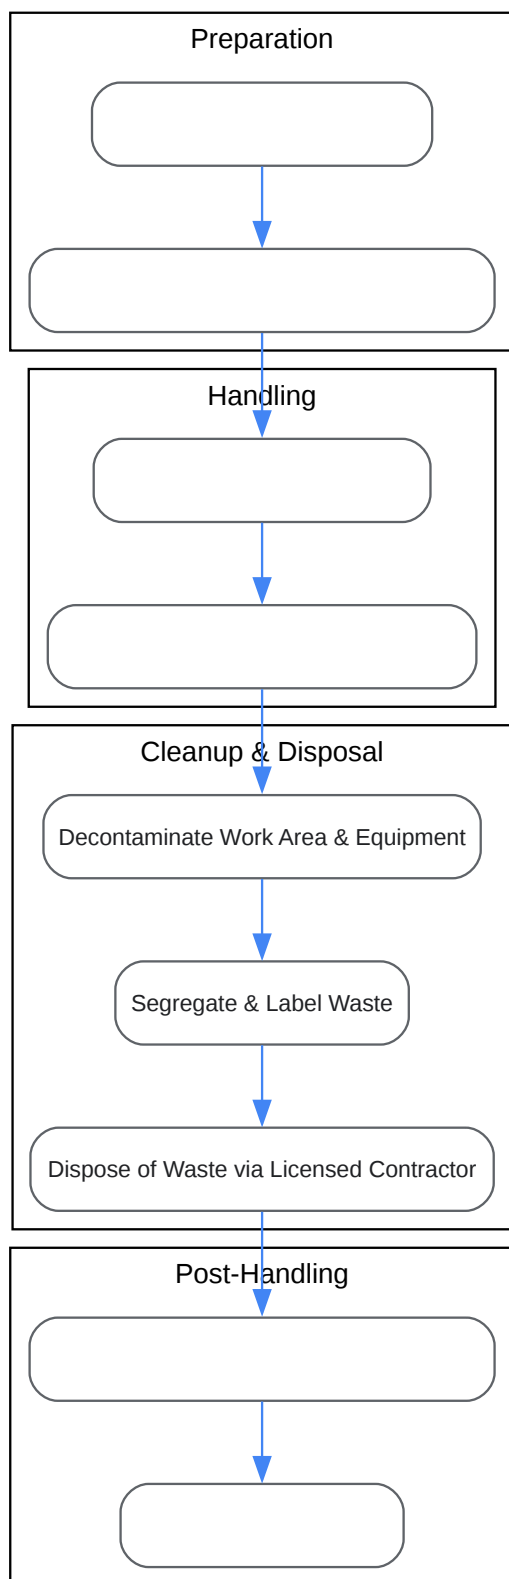 Preparation
Handling
Cleanup & Disposal
Decontaminate Work Area & Equipment
Segregate & Label Waste
Dispose of Waste via Licensed Contractor
Post-Handling